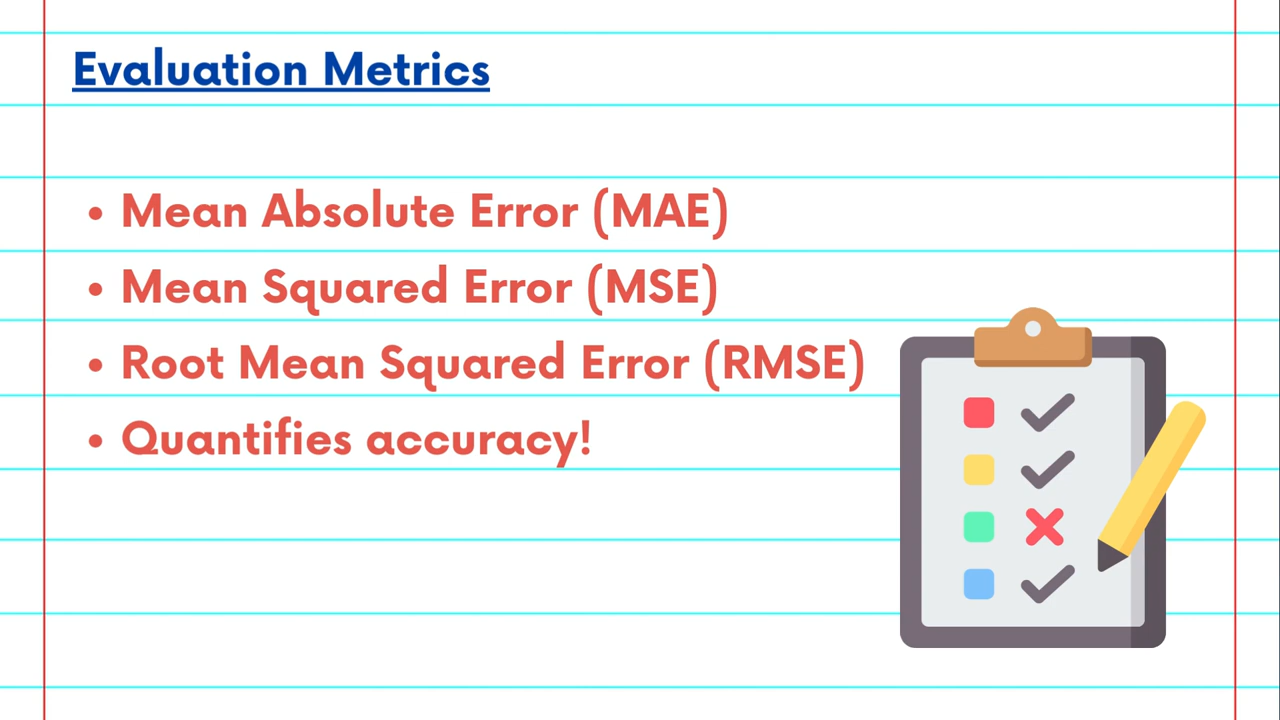 Evaluation Metrics
• Mean Absolute Error (MAE)
• Mean Squared Error (MSE)
• Root Mean Squared Error (RMSE)
• Quantifies accuracy!